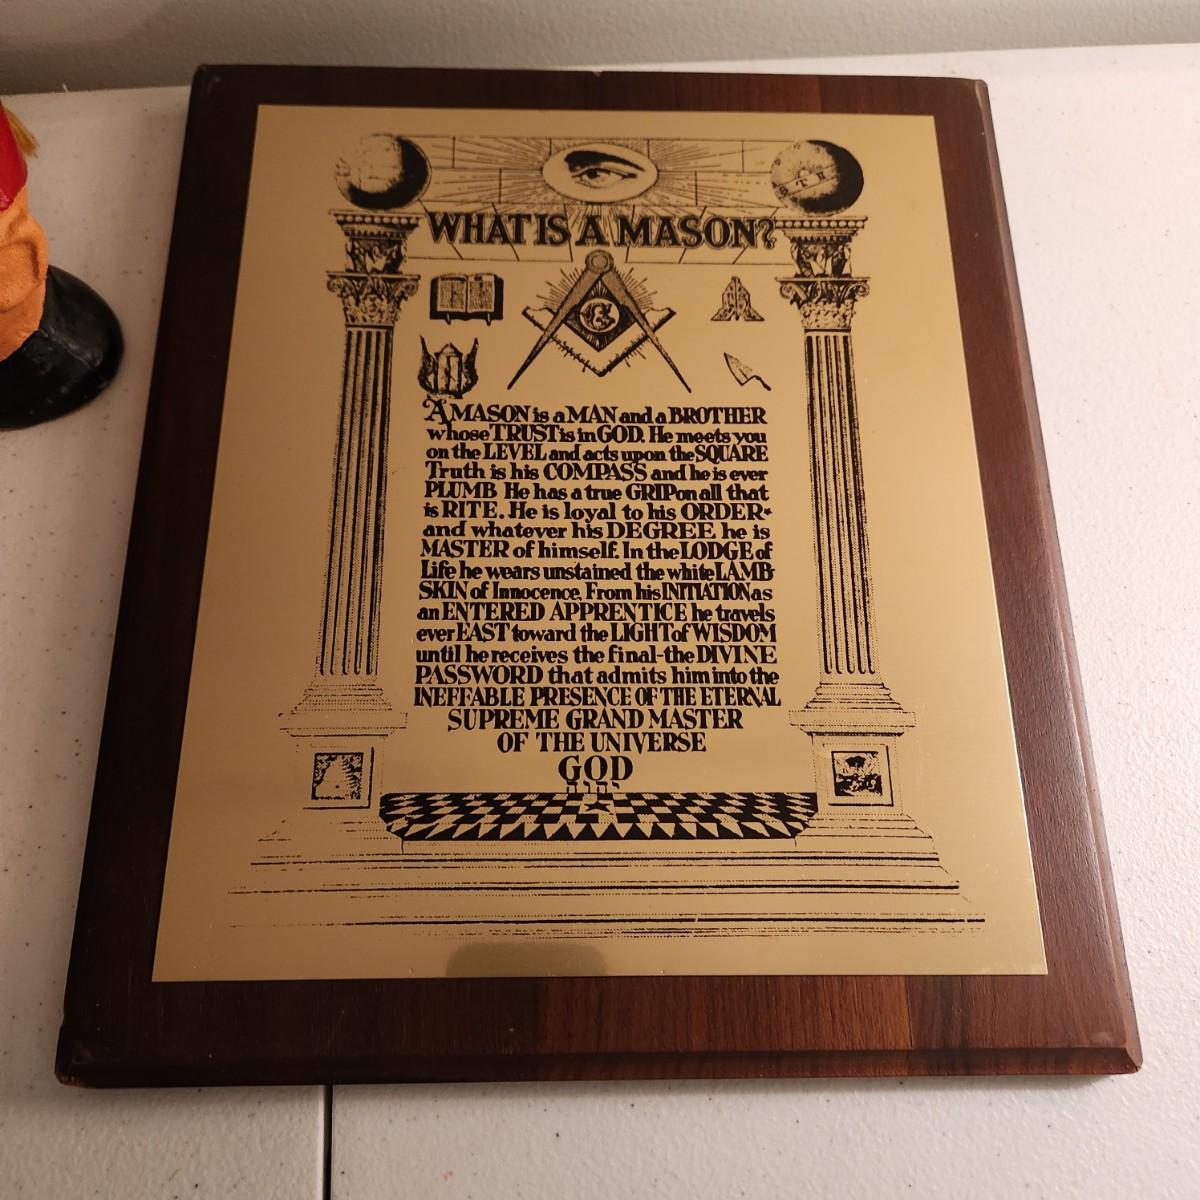 WHAT IS A MASON?
G
A MASON is a MAN and a BROTHER
whose TRUST is in GOD. He meets you
on the LEVEL and acts upon the SQUARE
Truth is his COMPASS and he is ever
PLUMB He has a true GRIP on all that
is RITE. He is loyal to his ORDER
and whatever his DEGREE he is
MASTER of himself. In the LODGE of
Life he wears unstained the white LAMB-
SKIN of Innocence. From his INITIATION as
an ENTERED APPRENTICE he travels
ever EAST toward the LIGHT of WISDOM
until he receives the final-the DIVINE
PASSWORD that admits him into the
INEFFABLE PRESENCE OF THE ETERNAL
SUPREME GRAND MASTER
OF THE UNIVERSE
GOD